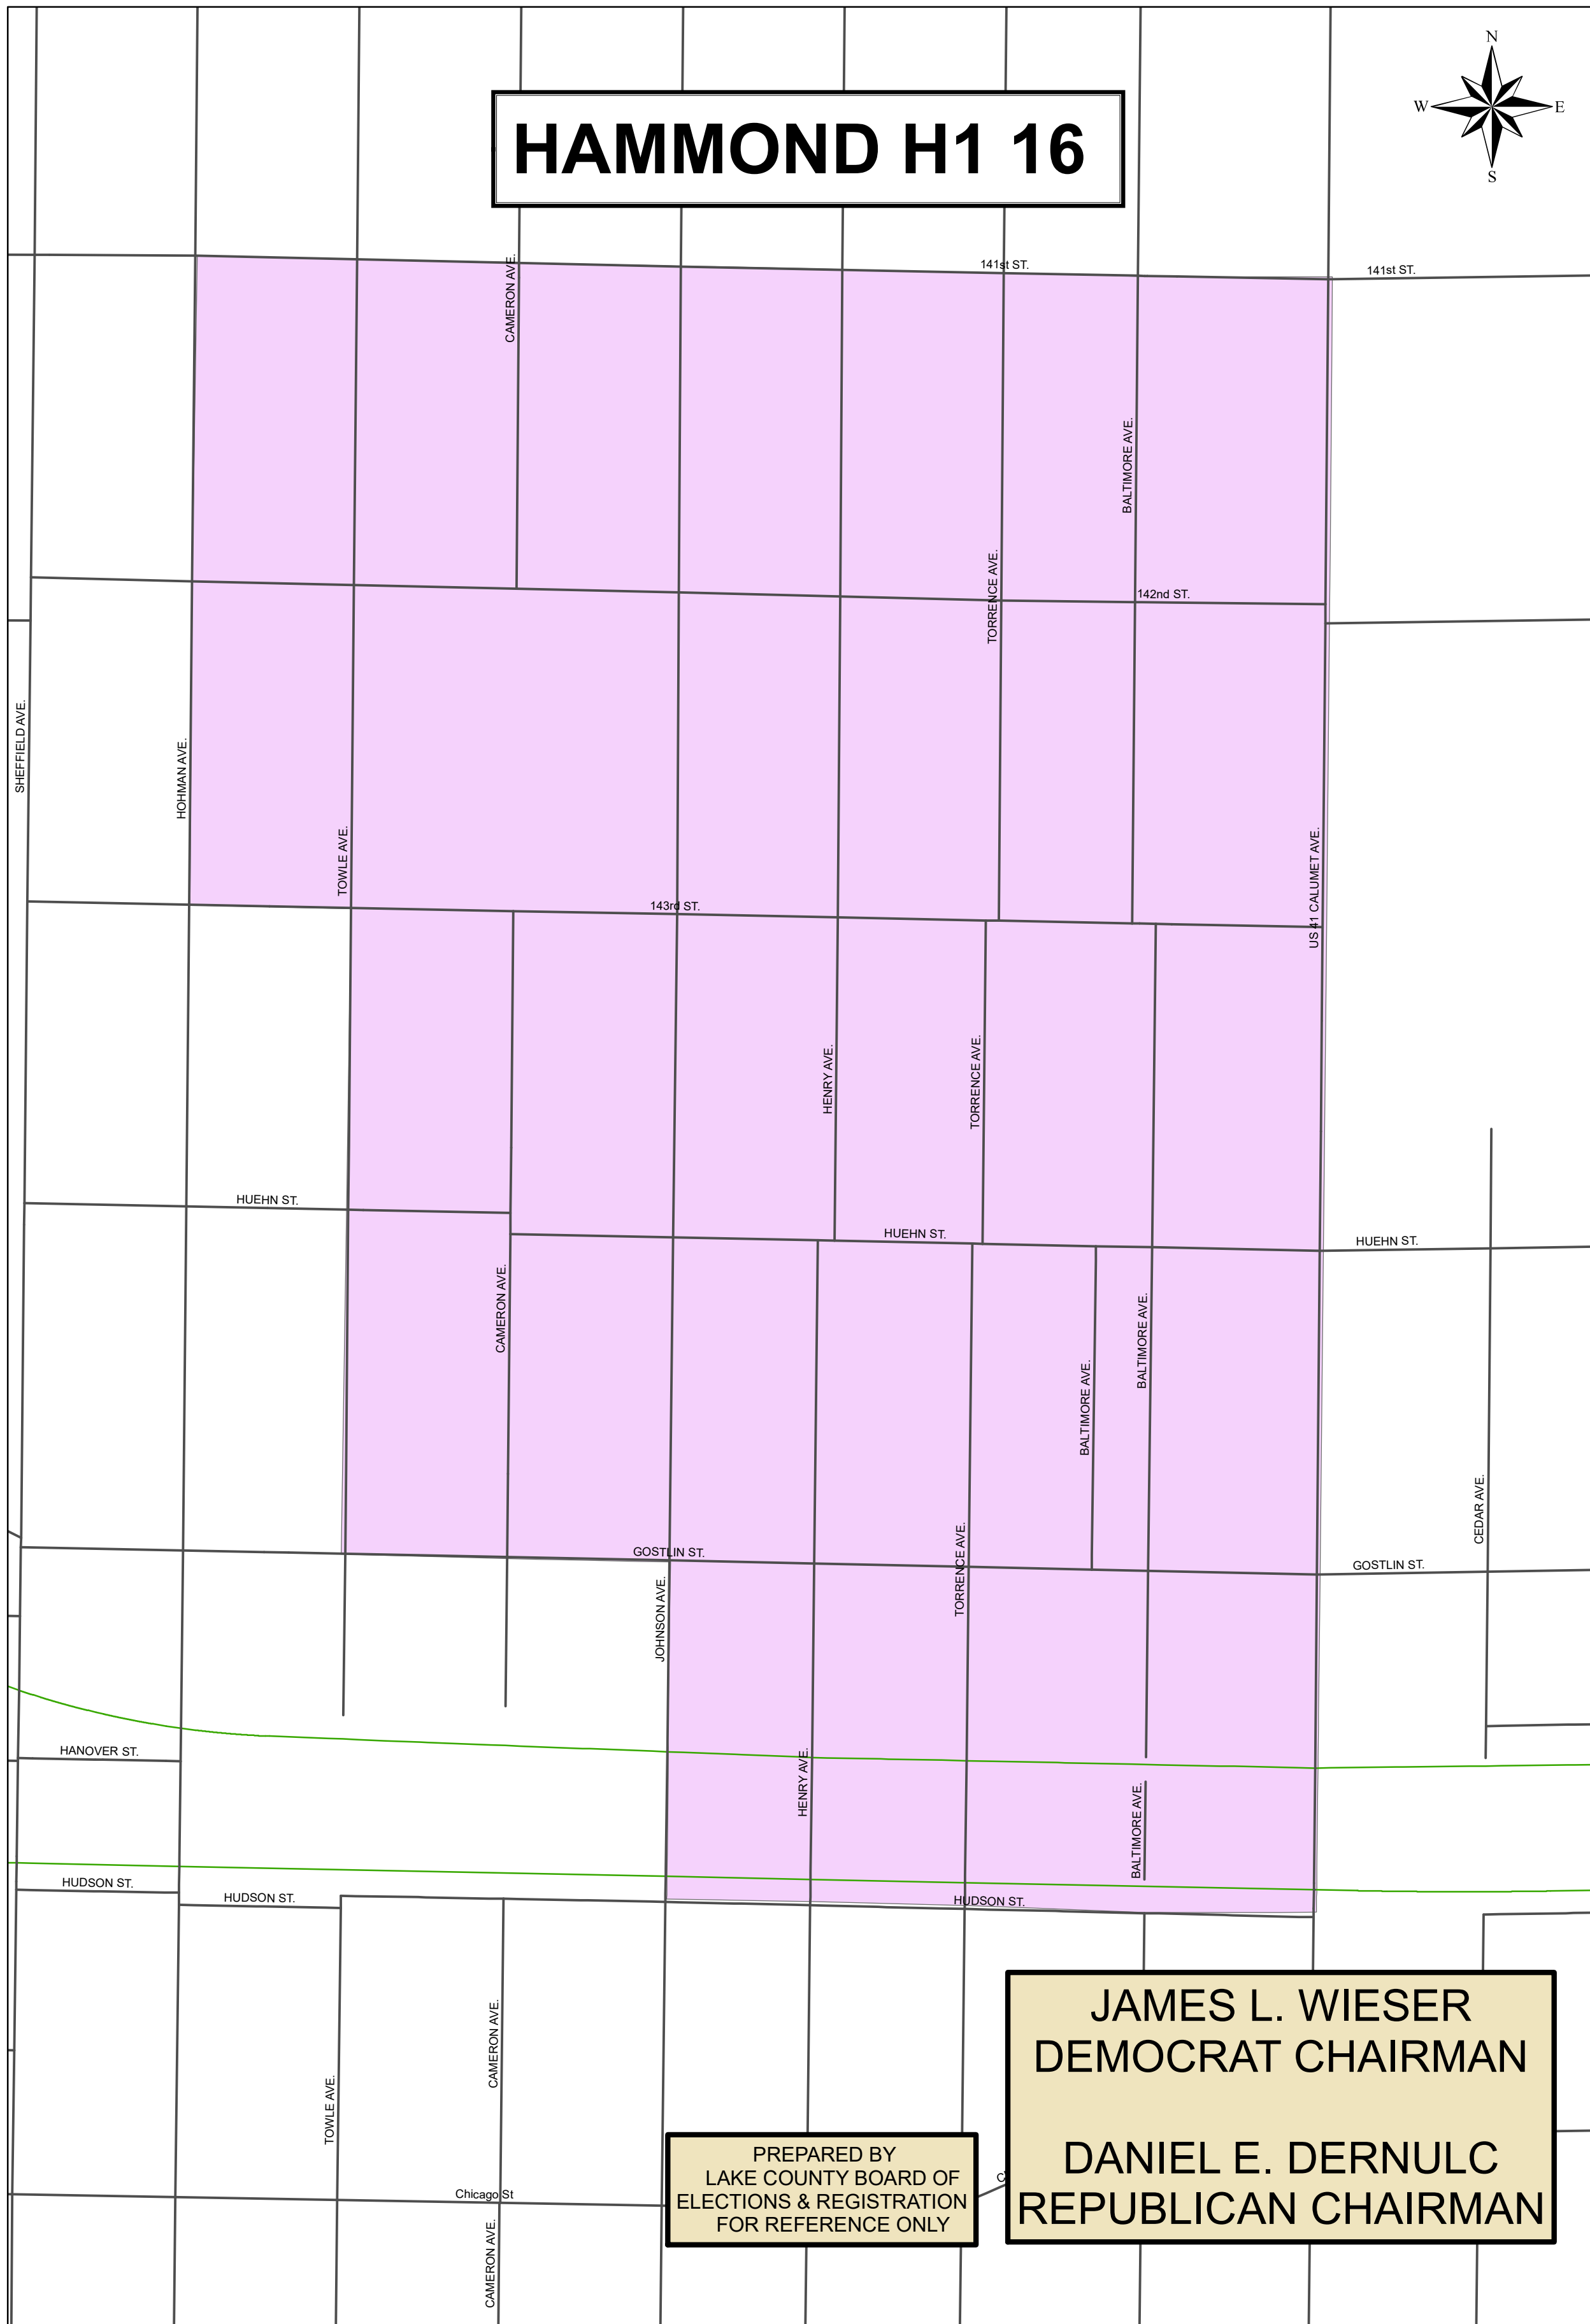 N
W
E
S
HAMMOND H1 16
141st ST.
141st ST.
CAMERON AVE.
BALTIMORE AVE.
TORRENCE AVE.
142nd ST.
SHEFFIELD AVE.
HOHMAN AVE.
TOWLE AVE.
US 41 CALUMET AVE.
143rd ST.
HENRY AVE.
TORRENCE AVE.
HUEHN ST.
HUEHN ST.
HUEHN ST.
CAMERON AVE.
BALTIMORE AVE.
BALTIMORE AVE.
CEDAR AVE.
TORRENCE AVE.
GOSTLIN ST.
GOSTLIN ST.
JOHNSON AVE.
HANOVER ST.
HENRY AVE.
BALTIMORE AVE.
HUDSON ST.
HUDSON ST.
HUDSON ST.
CAMERON AVE.
TOWLE AVE.
Chicago St
CAMERON AVE.
PREPARED BY
LAKE COUNTY BOARD OF
ELECTIONS & REGISTRATION
FOR REFERENCE ONLY
JAMES L. WIESER
DEMOCRAT CHAIRMAN
DANIEL E. DERNULC
REPUBLICAN CHAIRMAN